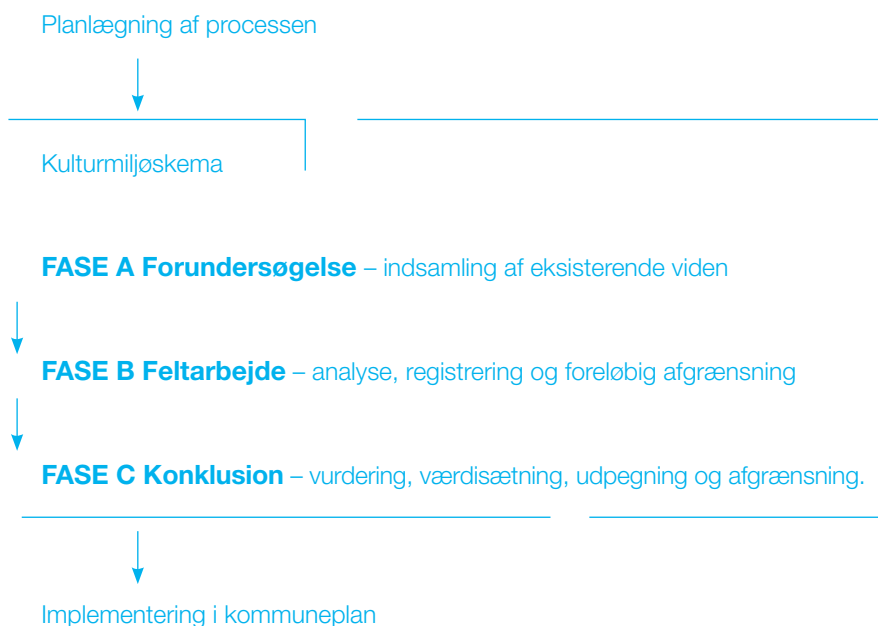 Planlægning af processen
Kulturmiljøskema
FASE A Forundersøgelse – indsamling af eksisterende viden
FASE B Feltarbejde – analyse, registrering og foreløbig afgrænsning
FASE C Konklusion – vurdering, værdisætning, udpegning og afgrænsning.
Implementering i kommuneplan